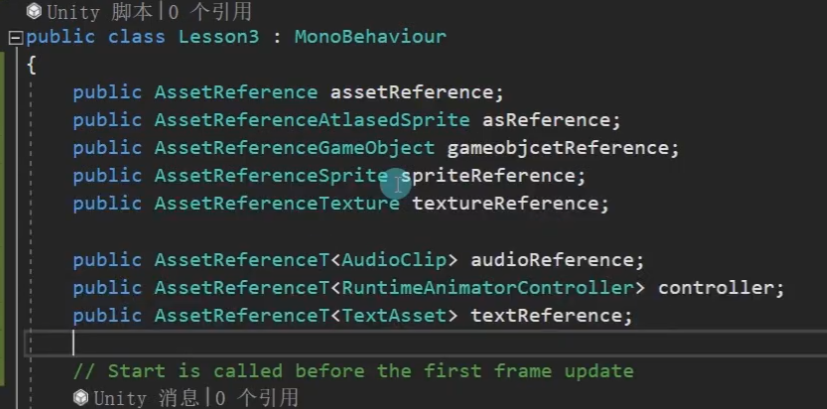 Unity 脚本|0 个引用
public class Lesson3 : MonoBehaviour
{
public AssetReference assetReference;
public AssetReferenceAtlasedSprite asReference;
public AssetReferenceGameObject gameobjcetReference;
public AssetReferenceSprite spriteReference;
public AssetReferenceTexture textureReference;
public AssetReferenceT<AudioClip> audioReference;
public AssetReferenceT<RuntimeAnimatorController> controller;
public AssetReferenceT<TextAsset> textReference;
// Start is called before the first frame update
Unity 消息|0 个引用